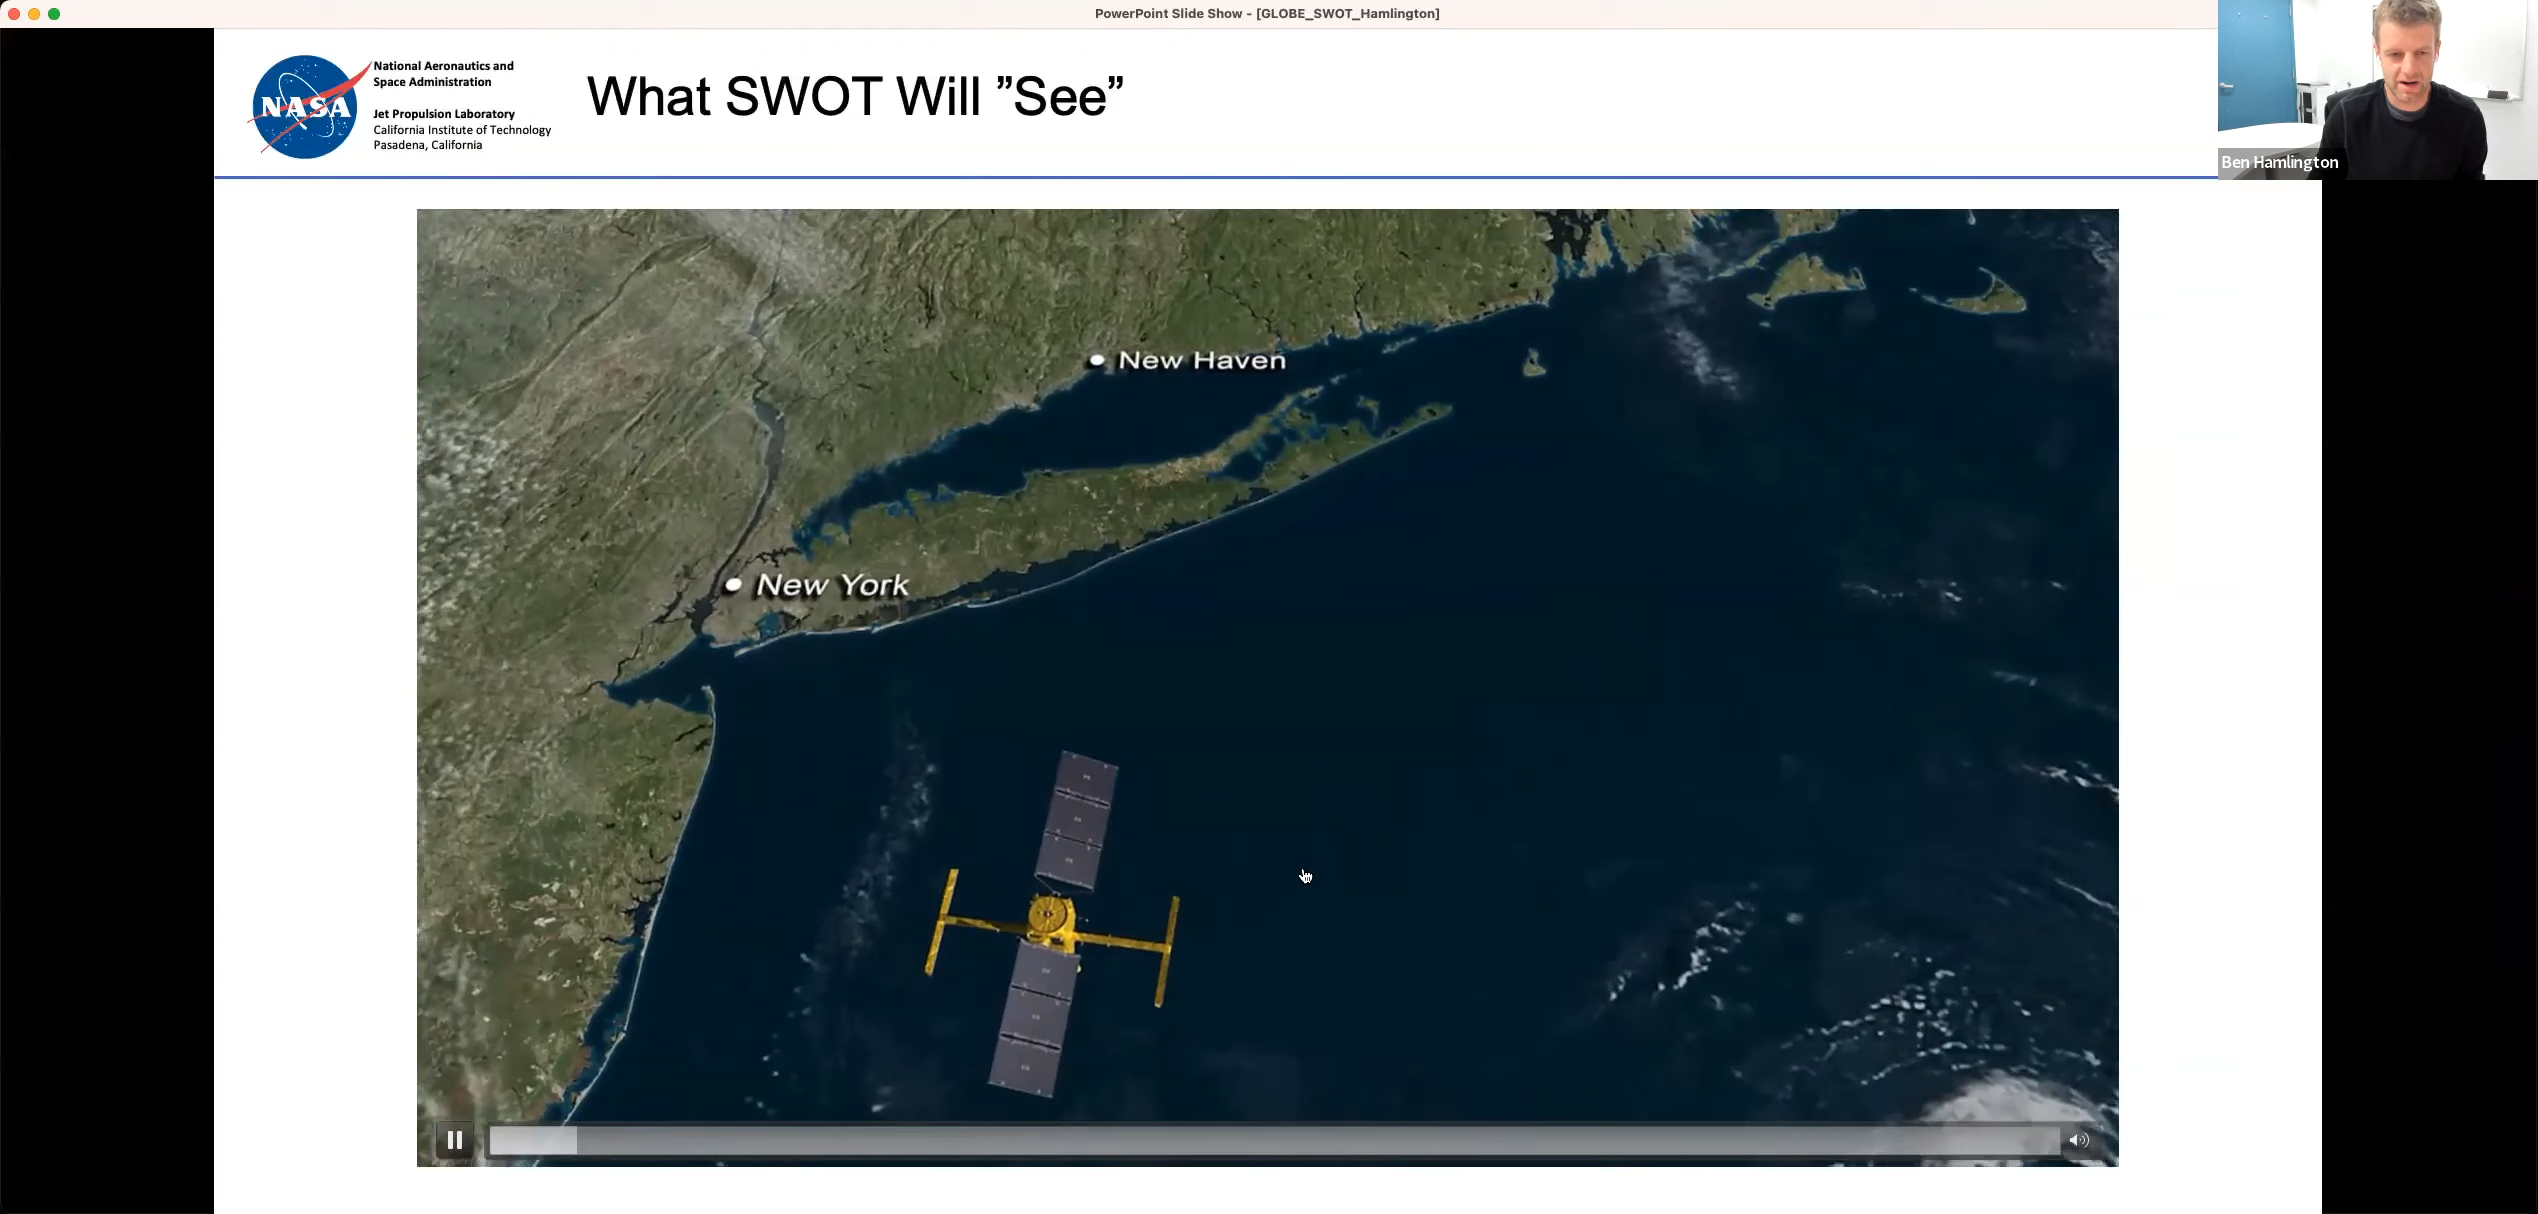 PowerPoint Slide Show - [GLOBE_SWOT_Hamlington]
NASA
National Aeronautics and
Space Administration
Jet Propulsion Laboratory
California Institute of Technology
Pasadena, California
What SWOT Will ”See”
Ben Hamlington
New Haven
New York